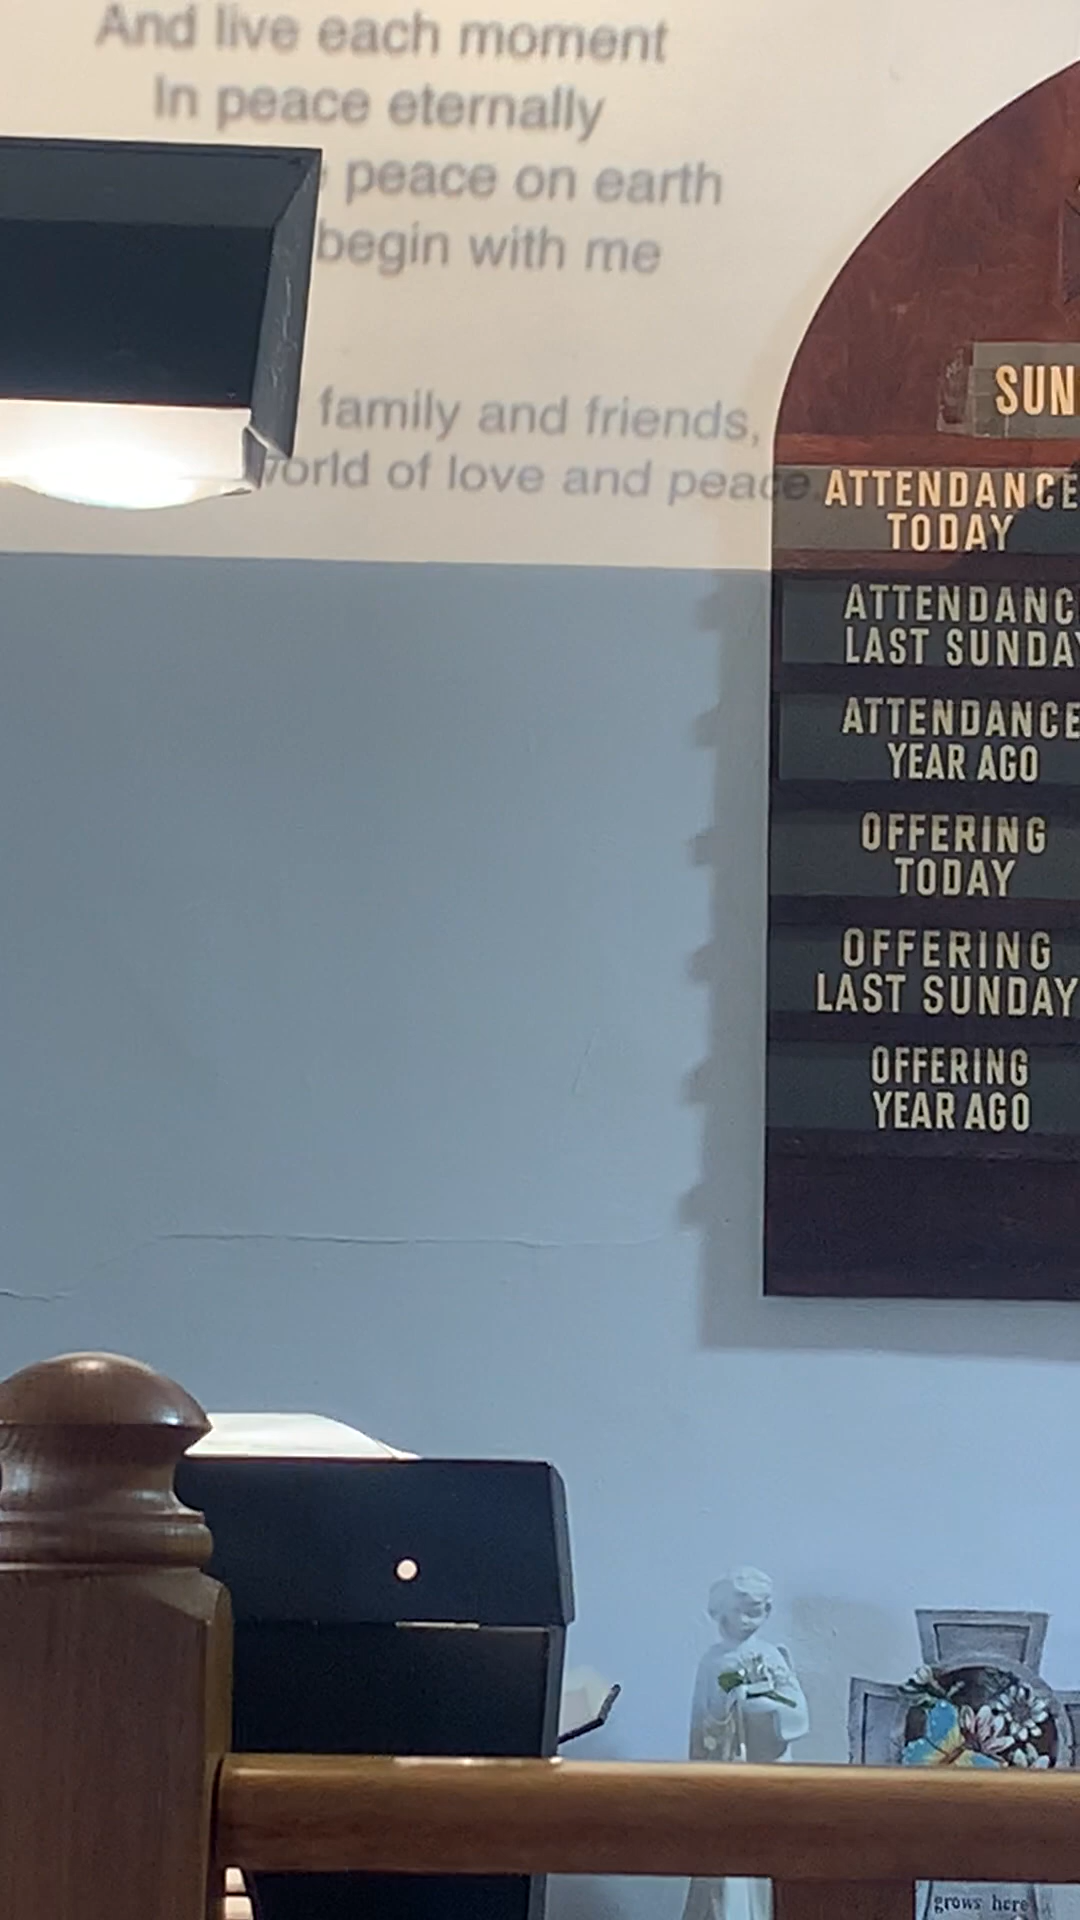 And live each moment
In peace eternally
peace on earth
begin with me
family and friends,
world of love and peace.
SUN
ATTENDANCE
TODAY
ATTENDANC
LAST SUNDAY
ATTENDANCE
YEAR AGO
OFFERING
TODAY
OFFERING
LAST SUNDAY
OFFERING
YEAR AGO
grows here